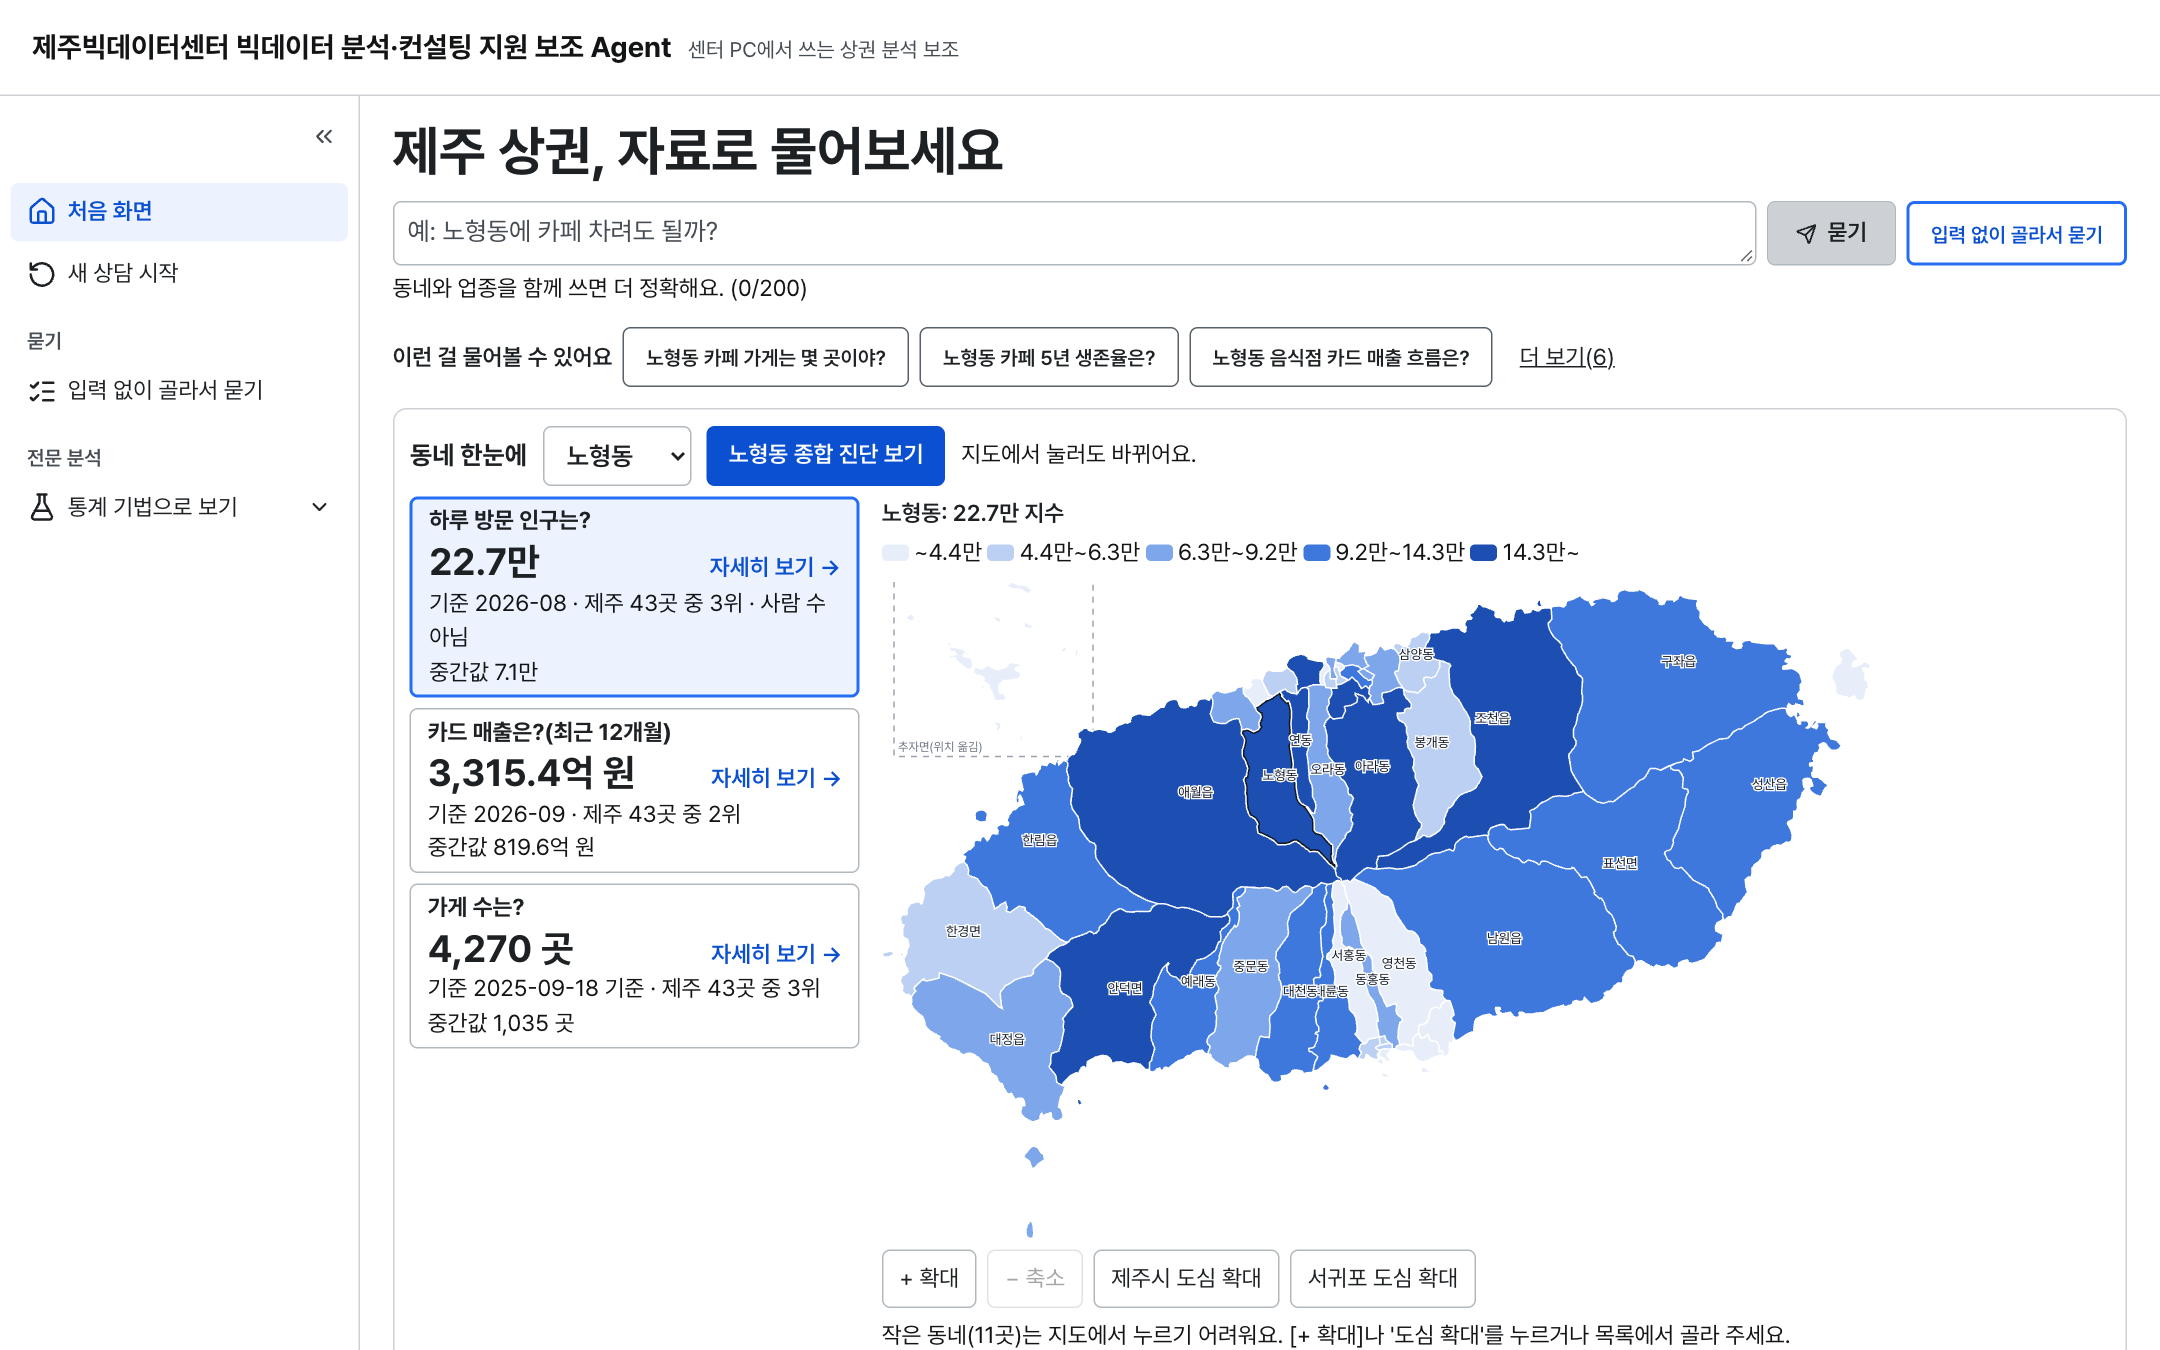 제주빅데이터센터 빅데이터 분석·컨설팅 지원 보조 Agent 센터 PC에서 쓰는 상권 분석 보조
처음 화면
새 상담 시작
묻기
입력 없이 골라서 묻기
전문 분석
통계 기법으로 보기
제주 상권, 자료로 물어보세요
예: 노형동에 카페 차려도 될까?
묻기
입력 없이 골라서 묻기
동네와 업종을 함께 쓰면 더 정확해요. (0/200)
이런 걸 물어볼 수 있어요
노형동 카페 가게는 몇 곳이야?
노형동 카페 5년 생존율은?
노형동 음식점 카드 매출 흐름은?
더 보기(6)
동네 한눈에
노형동
노형동 종합 진단 보기
지도에서 눌러도 바뀌어요.
하루 방문 인구는?
22.7만
자세히 보기 →
기준 2026-08 · 제주 43곳 중 3위 · 사람 수
아님
중간값 7.1만
카드 매출은?(최근 12개월)
3,315.4억 원
자세히 보기 →
기준 2026-09 · 제주 43곳 중 2위
중간값 819.6억 원
가게 수는?
4,270 곳
자세히 보기 →
기준 2025-09-18 기준 · 제주 43곳 중 3위
중간값 1,035 곳
노형동: 22.7만 지수
~4.4만 4.4만~6.3만 6.3만~9.2만 9.2만~14.3만 14.3만~
추자면(위치 옮김)
삼양동
구좌읍
조천읍
연동
봉개동
노형동
오라동
아라동
성산읍
애월읍
한림읍
표선면
한경면
남원읍
서홍동
영천동
중문동
동홍동
예래동
안덕면
대천동
대륜동
대정읍
+ 확대
− 축소
제주시 도심 확대
서귀포 도심 확대
작은 동네(11곳)는 지도에서 누르기 어려워요. [+ 확대]나 '도심 확대'를 누르거나 목록에서 골라 주세요.